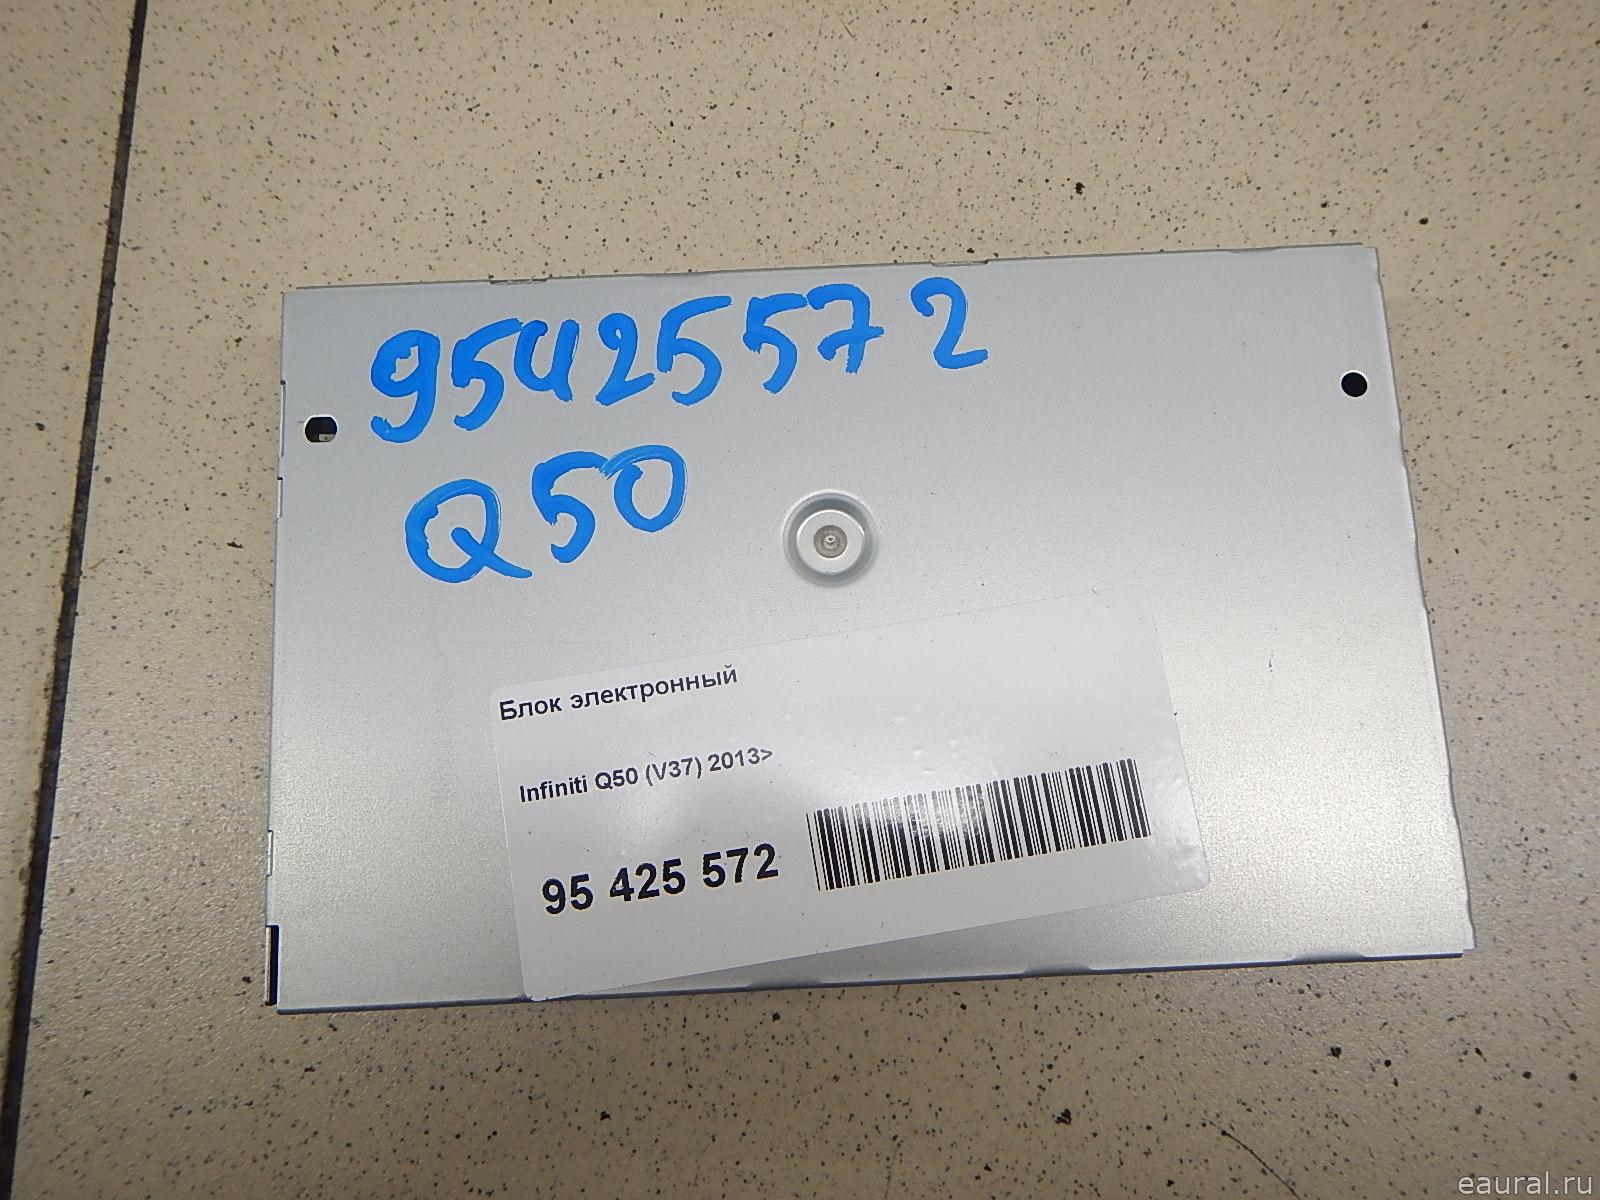 95425572
Q50
Блок электронный
Infiniti Q50 (V37) 2013>
95 425 572
eaural.ru